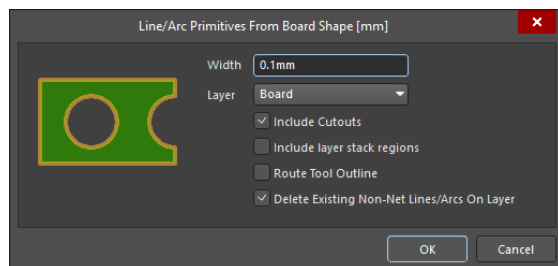 Line/Arc Primitives From Board Shape [mm]
Width 0.1mm
Layer Board
Include Cutouts
Include layer stack regions
Route Tool Outline
Delete Existing Non-Net Lines/Arcs On Layer
OK Cancel